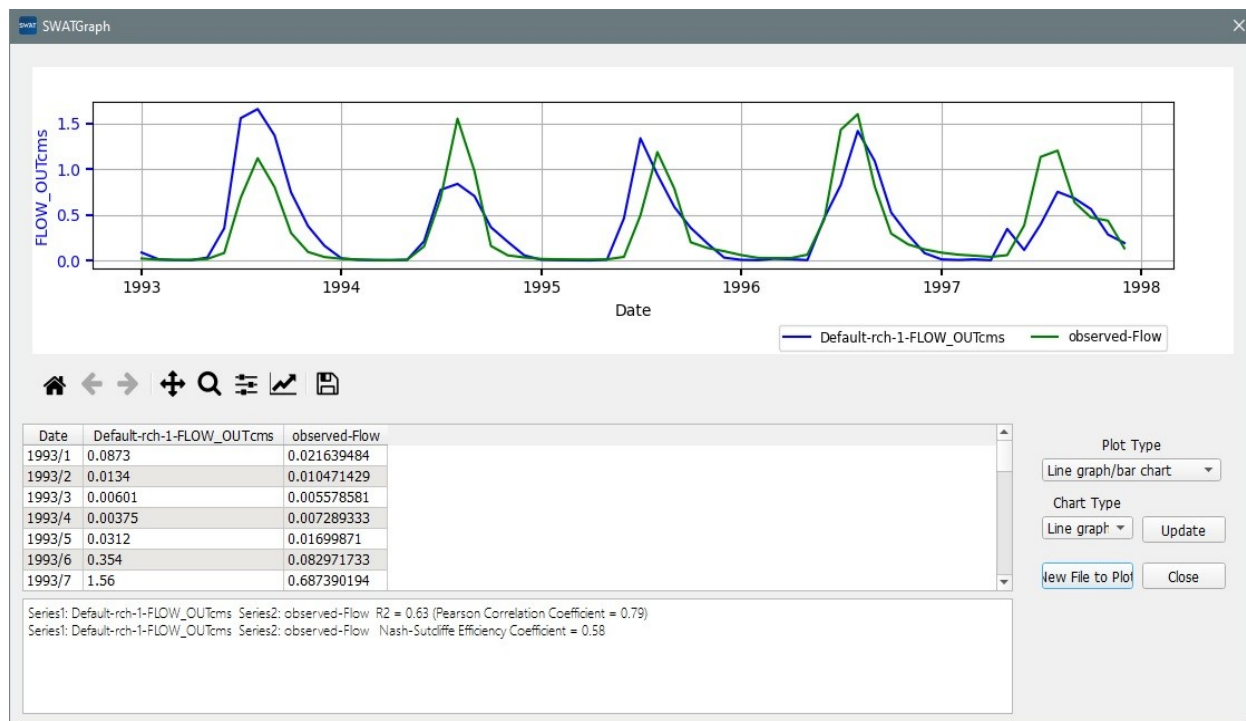 SWAT SWATGraph
FLOW_OUTcms
1.5
1.0
0.5
0.0
1993 1994 1995 1996 1997 1998
Date
Default-rch-1-FLOW_OUTcms observed-Flow
Date Default-rch-1-FLOW_OUTcms observed-Flow
1993/1 0.0873 0.021639484
1993/2 0.0134 0.010471429
1993/3 0.00601 0.005578581
1993/4 0.00375 0.007289333
1993/5 0.0312 0.01699871
1993/6 0.354 0.082971733
1993/7 1.56 0.687390194
Plot Type
Line graph/bar chart
Chart Type
Line graph Update
New File to Plot Close
Series1: Default-rch-1-FLOW_OUTcms Series2: observed-Flow R2 = 0.63 (Pearson Correlation Coefficient = 0.79)
Series1: Default-rch-1-FLOW_OUTcms Series2: observed-Flow Nash-Sutcliffe Efficiency Coefficient = 0.58